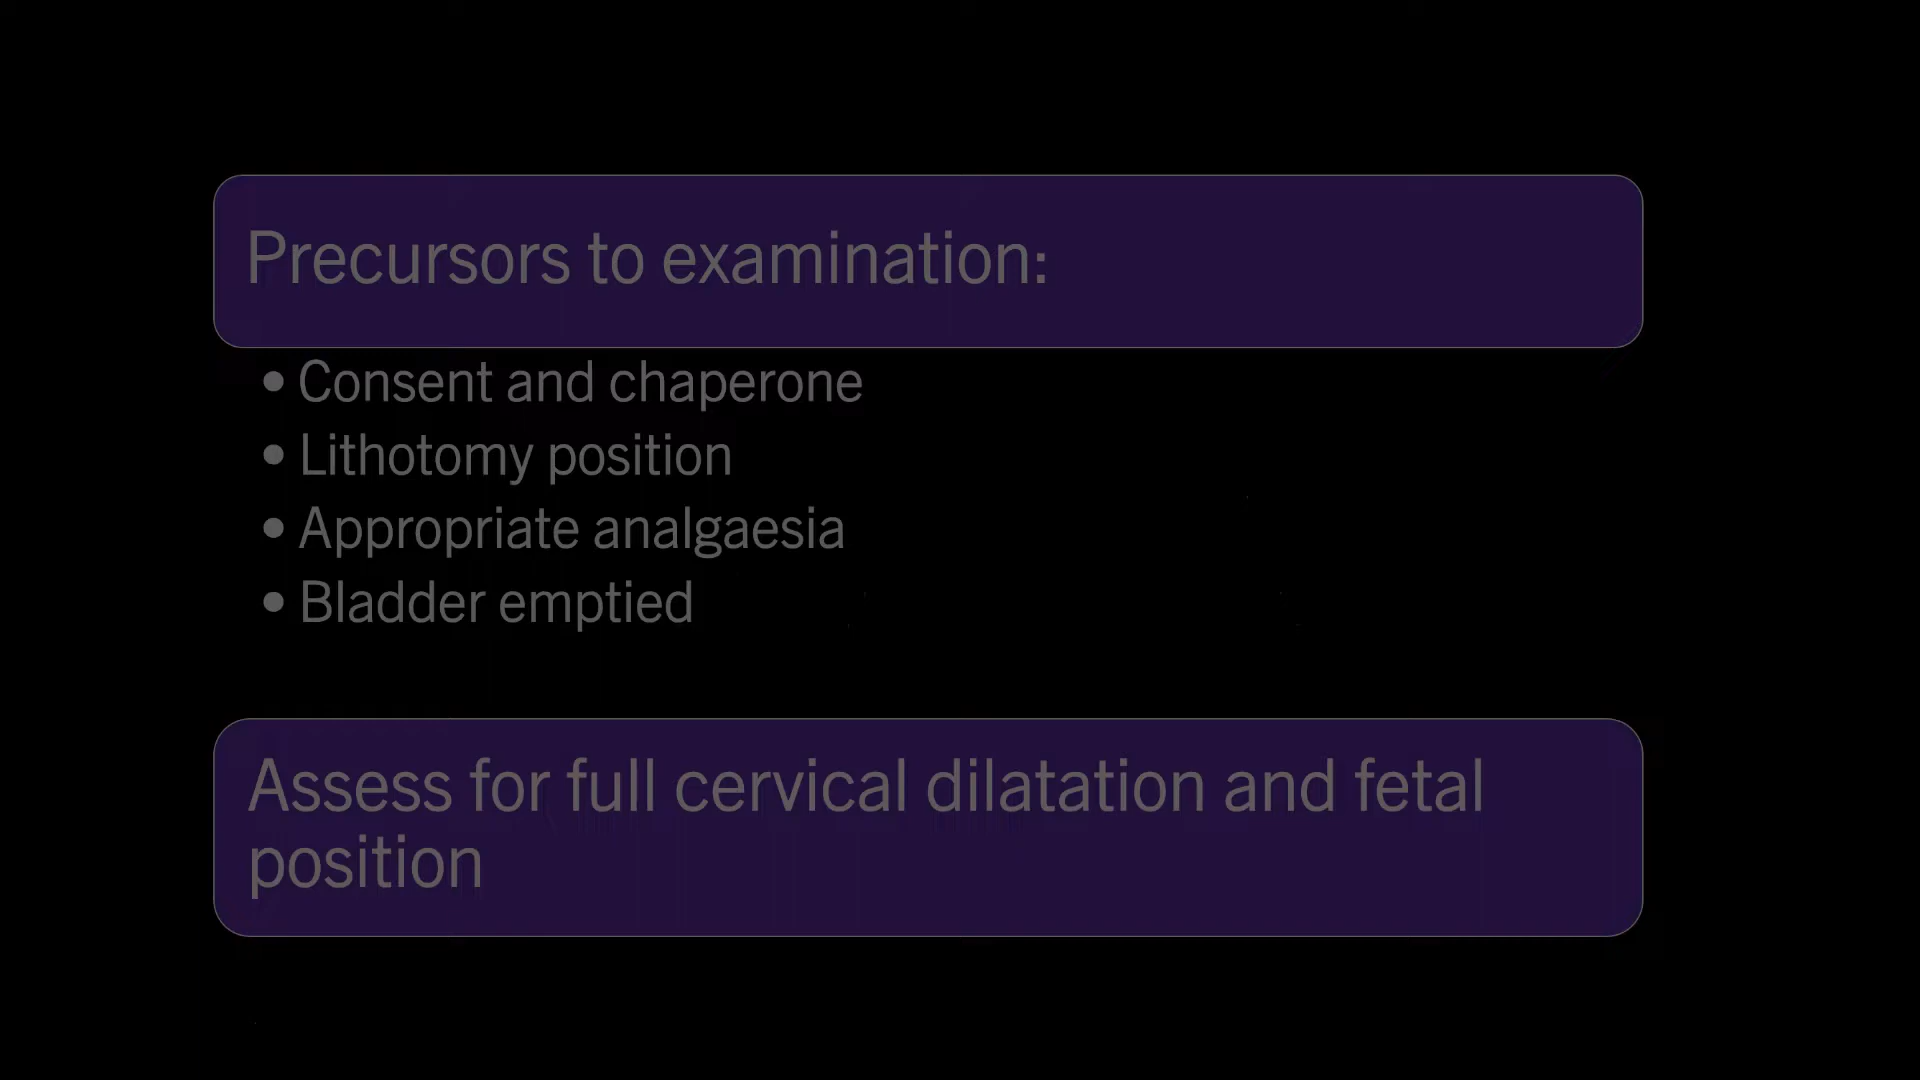 Precursors to examination:
• Consent and chaperone
• Lithotomy position
• Appropriate analgaesia
• Bladder emptied
Assess for full cervical dilatation and fetal
position